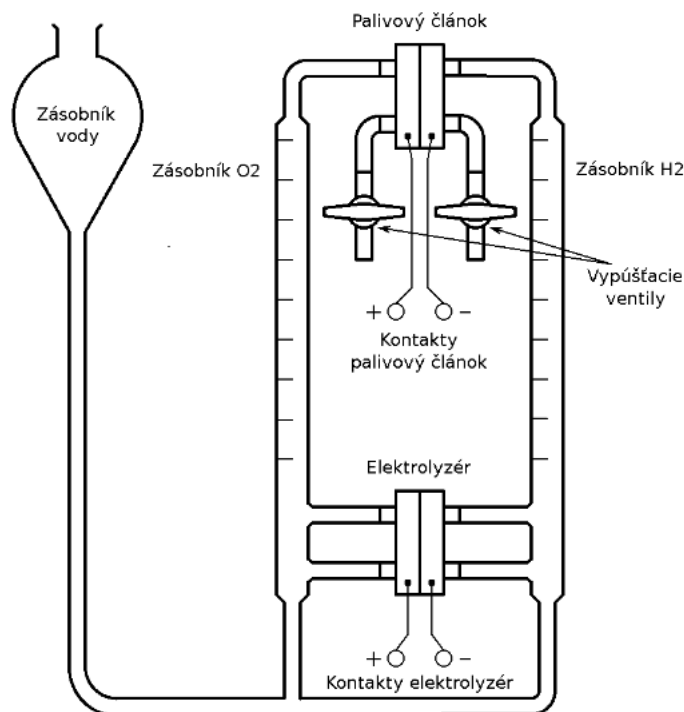 Palivový článok
Zásobník
vody
Zásobník O2
Zásobník H2
Vypúšťacie
ventily
+ −
Kontakty
palivový článok
Elektrolyzér
+ −
Kontakty elektrolyzér